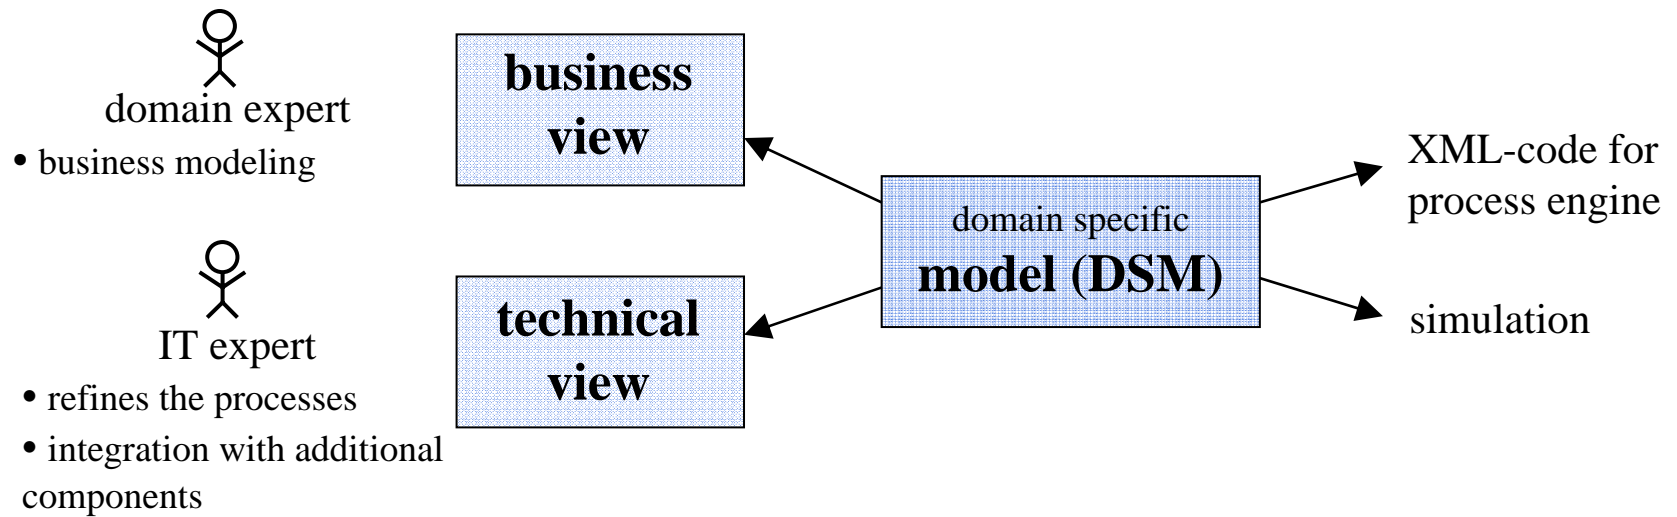 domain expert
• business modeling
IT expert
• refines the processes
• integration with additional
components
business
view
technical
view
domain specific
model (DSM)
XML-code for
process engine
simulation